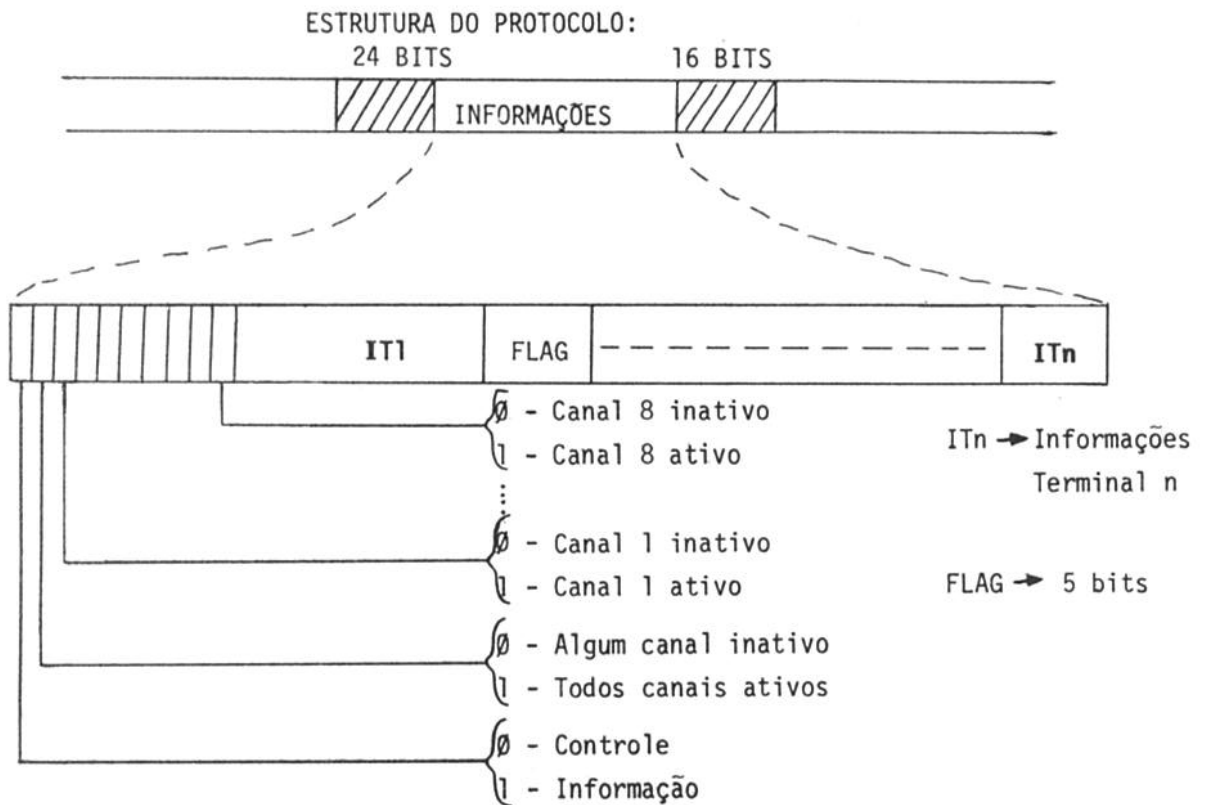 ESTRUTURA DO PROTOCOLO:
24 BITS 16 BITS
INFORMAÇÕES
IT1 FLAG ITn
Ø - Canal 8 inativo
1 - Canal 8 ativo
Ø - Canal 1 inativo
1 - Canal 1 ativo
Ø - Algum canal inativo
1 - Todos canais ativos
Ø - Controle
1 - Informação
ITn → Informações
Terminal n
FLAG → 5 bits